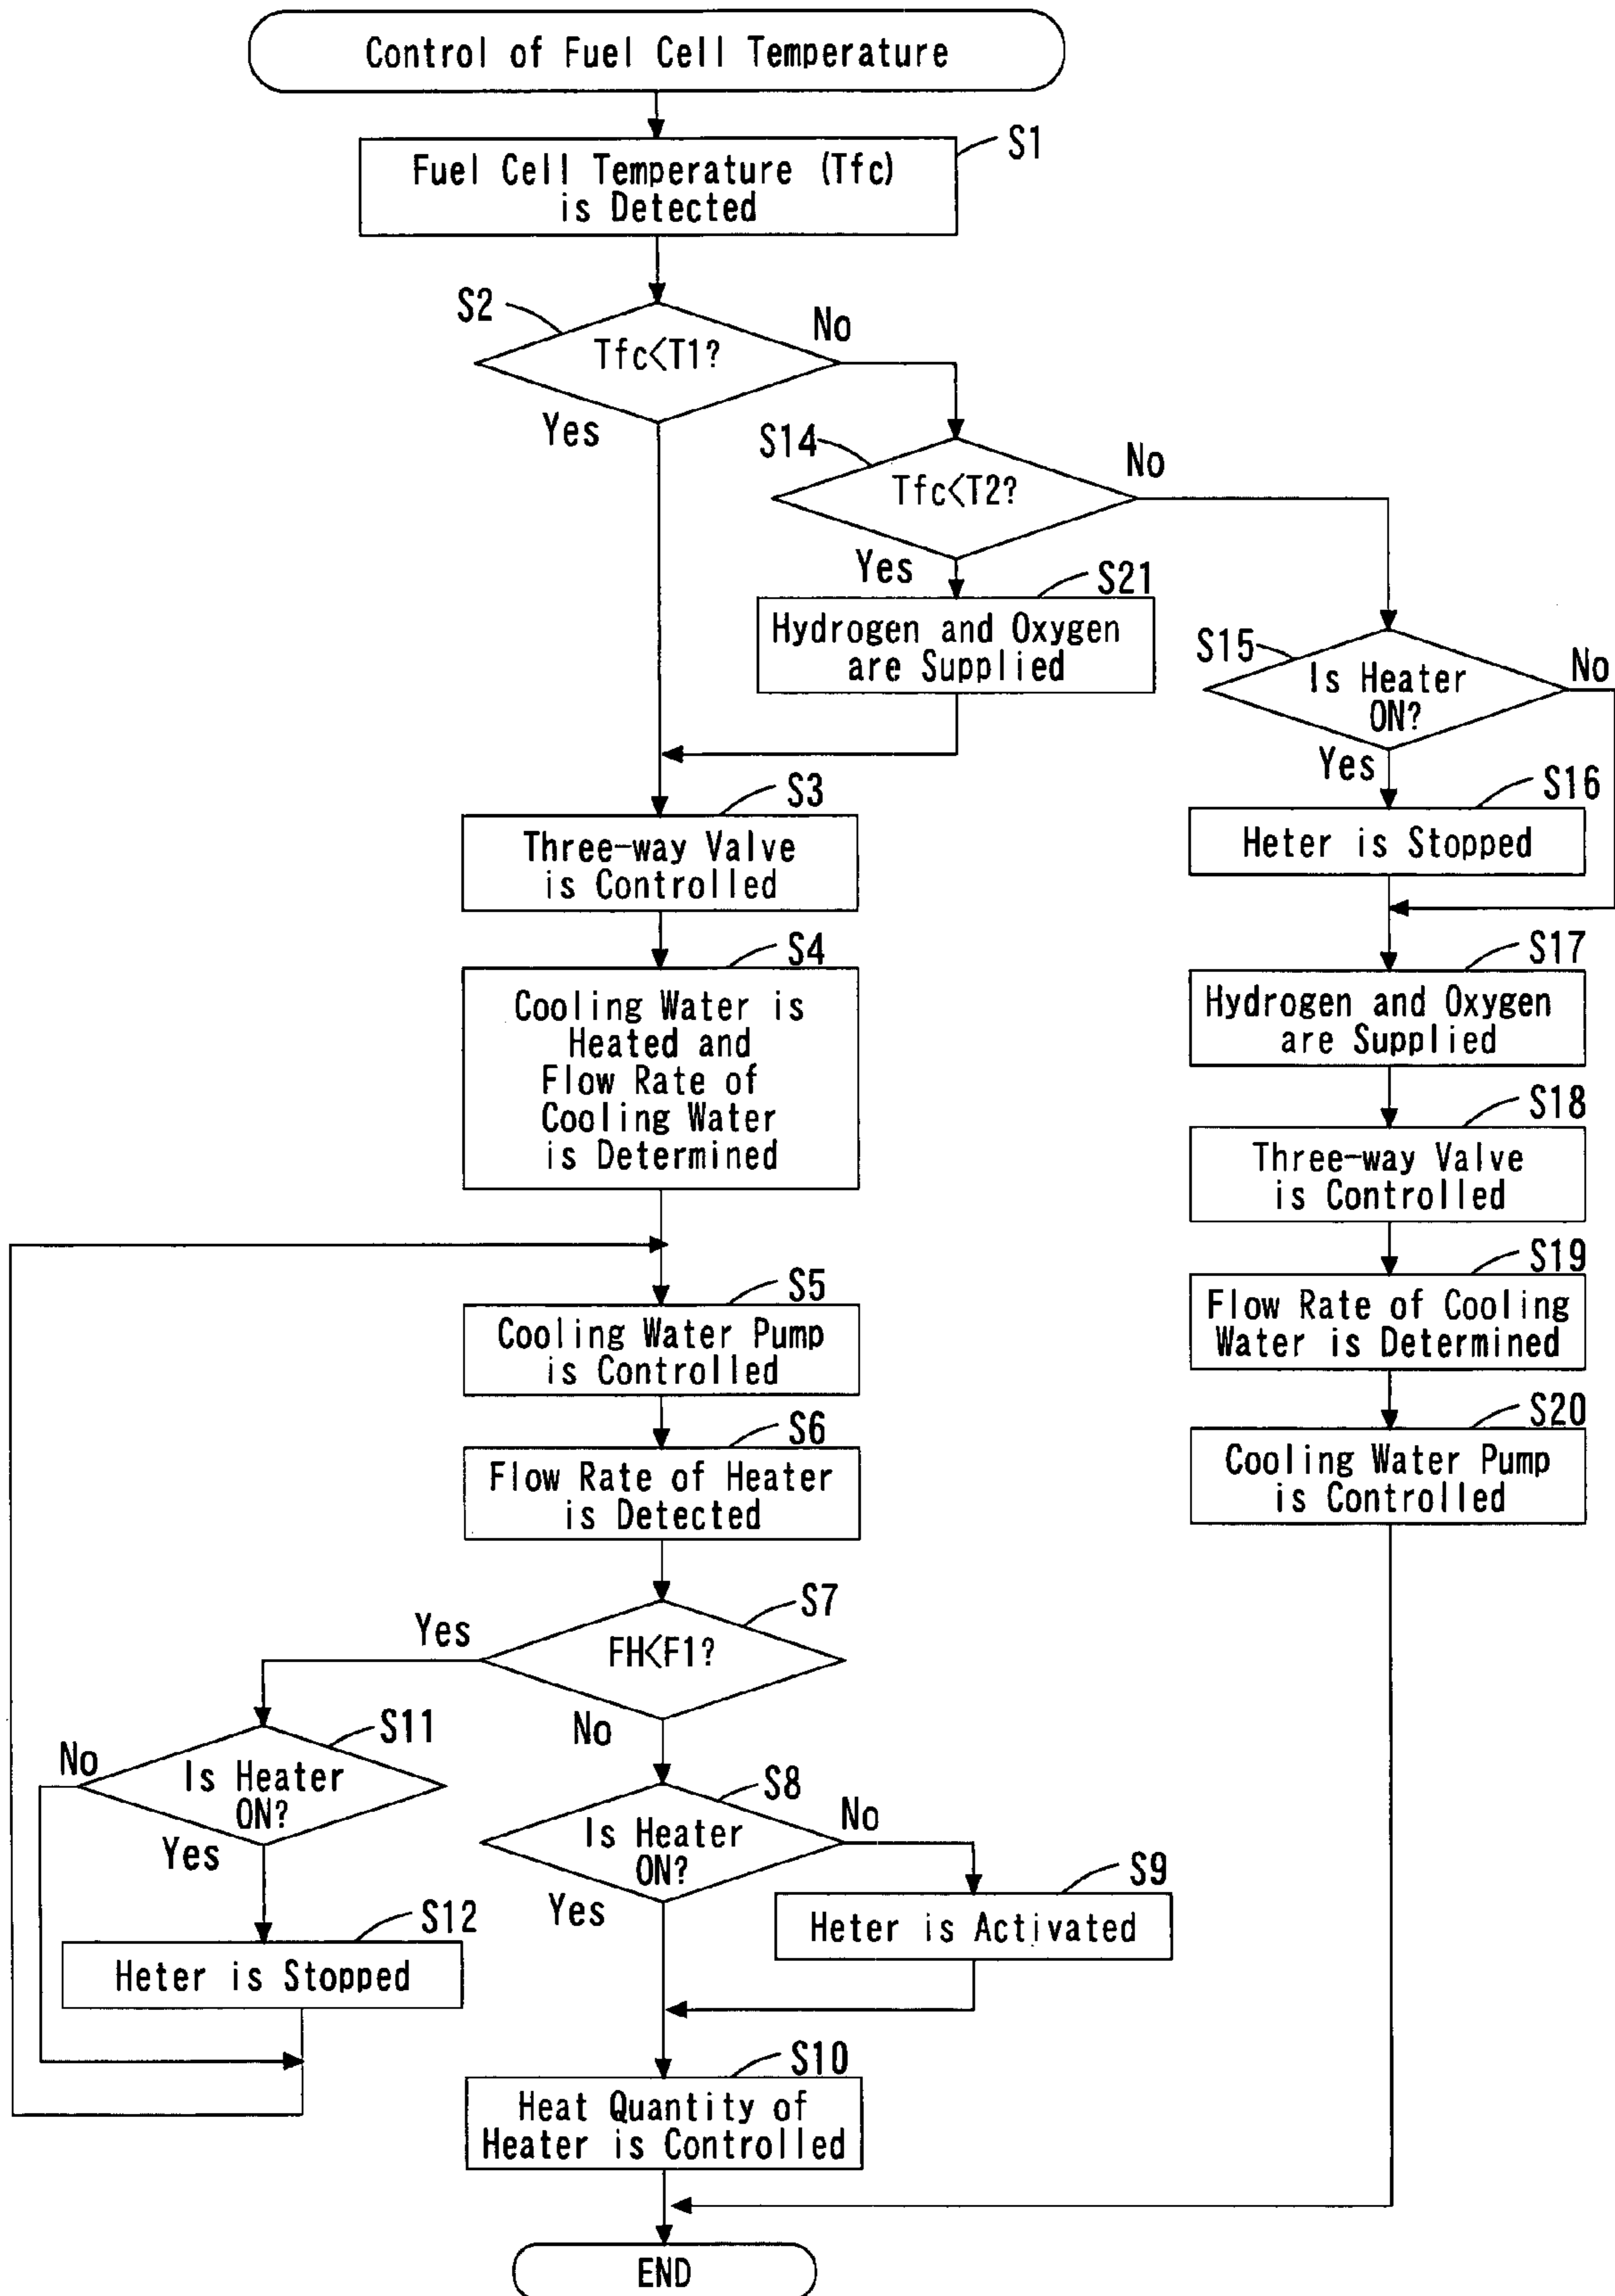 Control of Fuel Cell Temperature
S1
Fuel Cell Temperature (Tfc)
is Detected
S2
Tfc<T1?
No
Yes
S14
Tfc<T2?
No
Yes
S21
Hydrogen and Oxygen
are Supplied
S15
Is Heater
ON?
No
Yes
S16
Heter is Stopped
S3
Three-way Valve
is Controlled
S4
Cooling Water is
Heated and
Flow Rate of
Cooling Water
is Determined
S17
Hydrogen and Oxygen
are Supplied
S18
Three-way Valve
is Controlled
S19
Flow Rate of Cooling
Water is Determined
S20
Cooling Water Pump
is Controlled
S5
Cooling Water Pump
is Controlled
S6
Flow Rate of Heater
is Detected
S7
FH<F1?
Yes
No
S11
Is Heater
ON?
No
Yes
S12
Heter is Stopped
S8
Is Heater
ON?
No
Yes
S9
Heter is Activated
S10
Heat Quantity of
Heater is Controlled
END